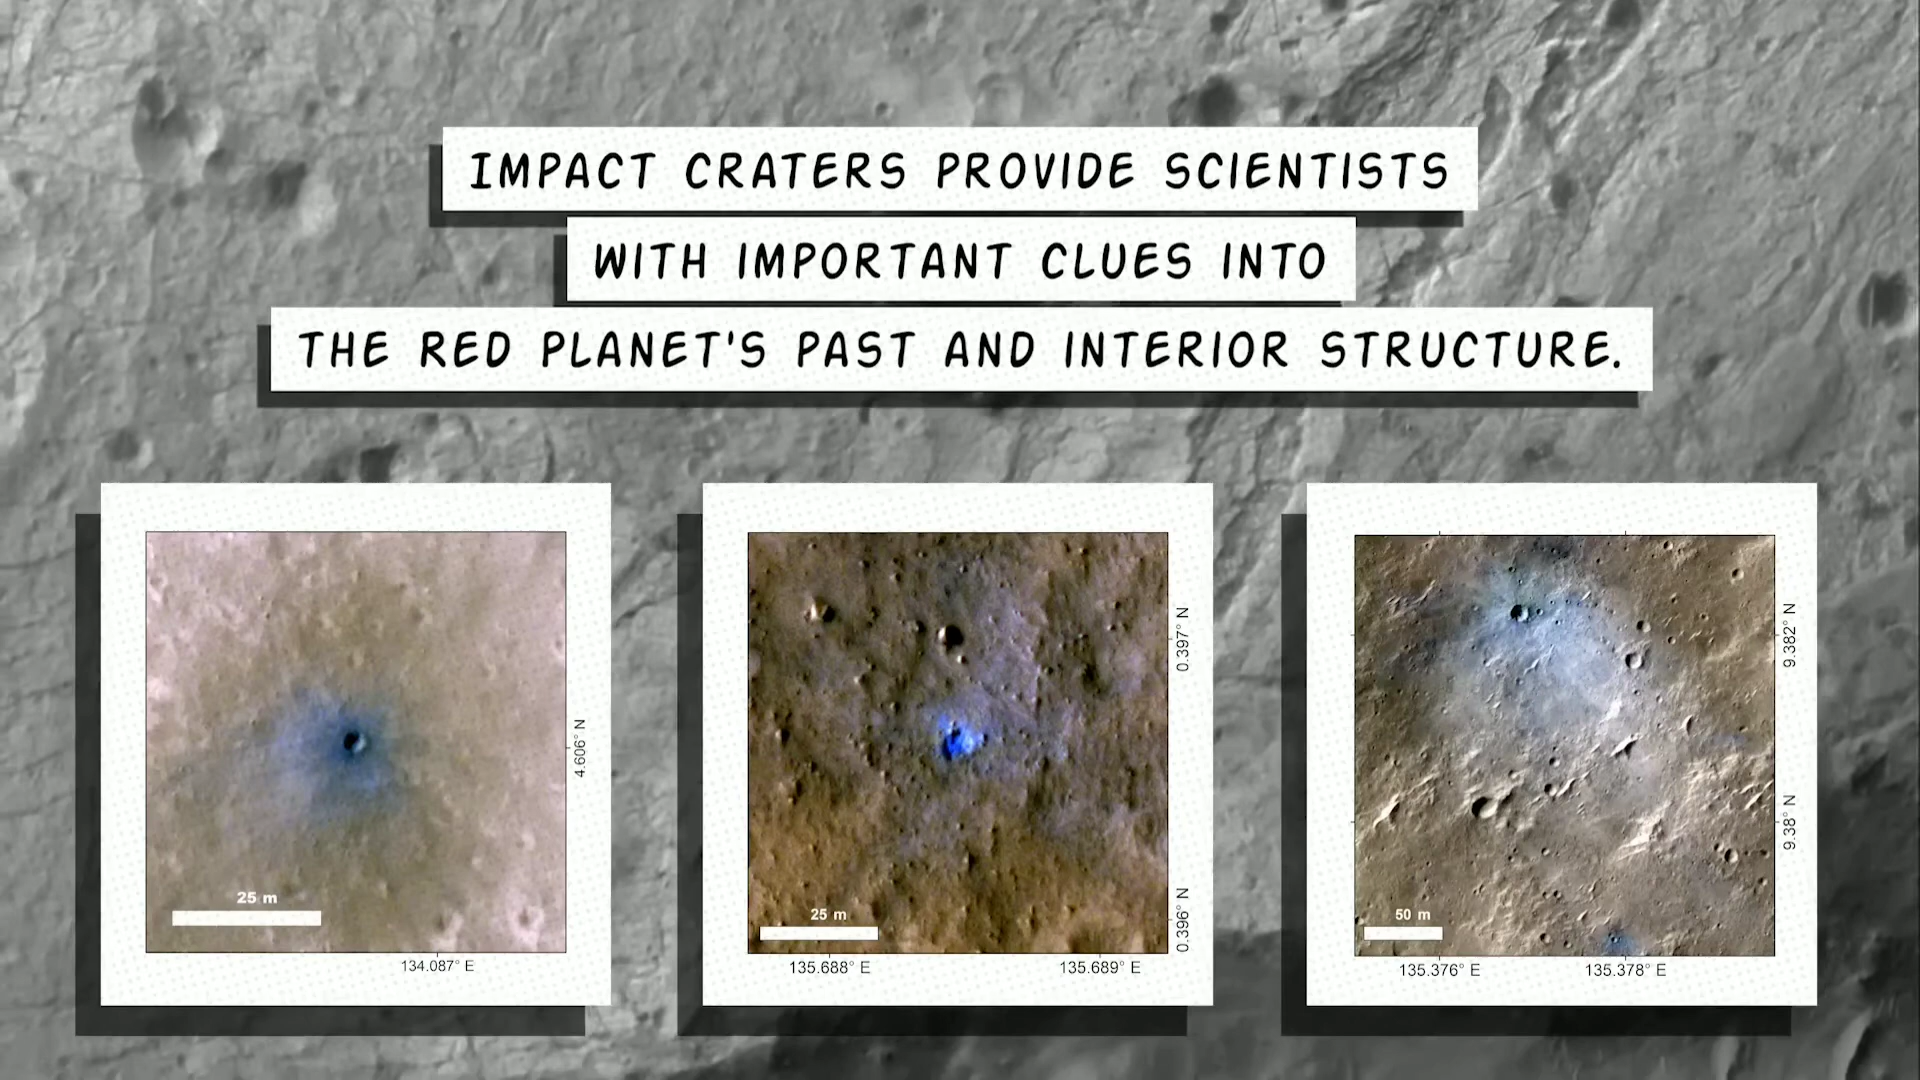 IMPACT CRATERS PROVIDE SCIENTISTS
WITH IMPORTANT CLUES INTO
THE RED PLANET'S PAST AND INTERIOR STRUCTURE.
4.606° N
25 m
134.087° E
0.397° N
0.396° N
25 m
135.688° E 135.689° E
9.382° N
9.38° N
50 m
135.376° E 135.378° E